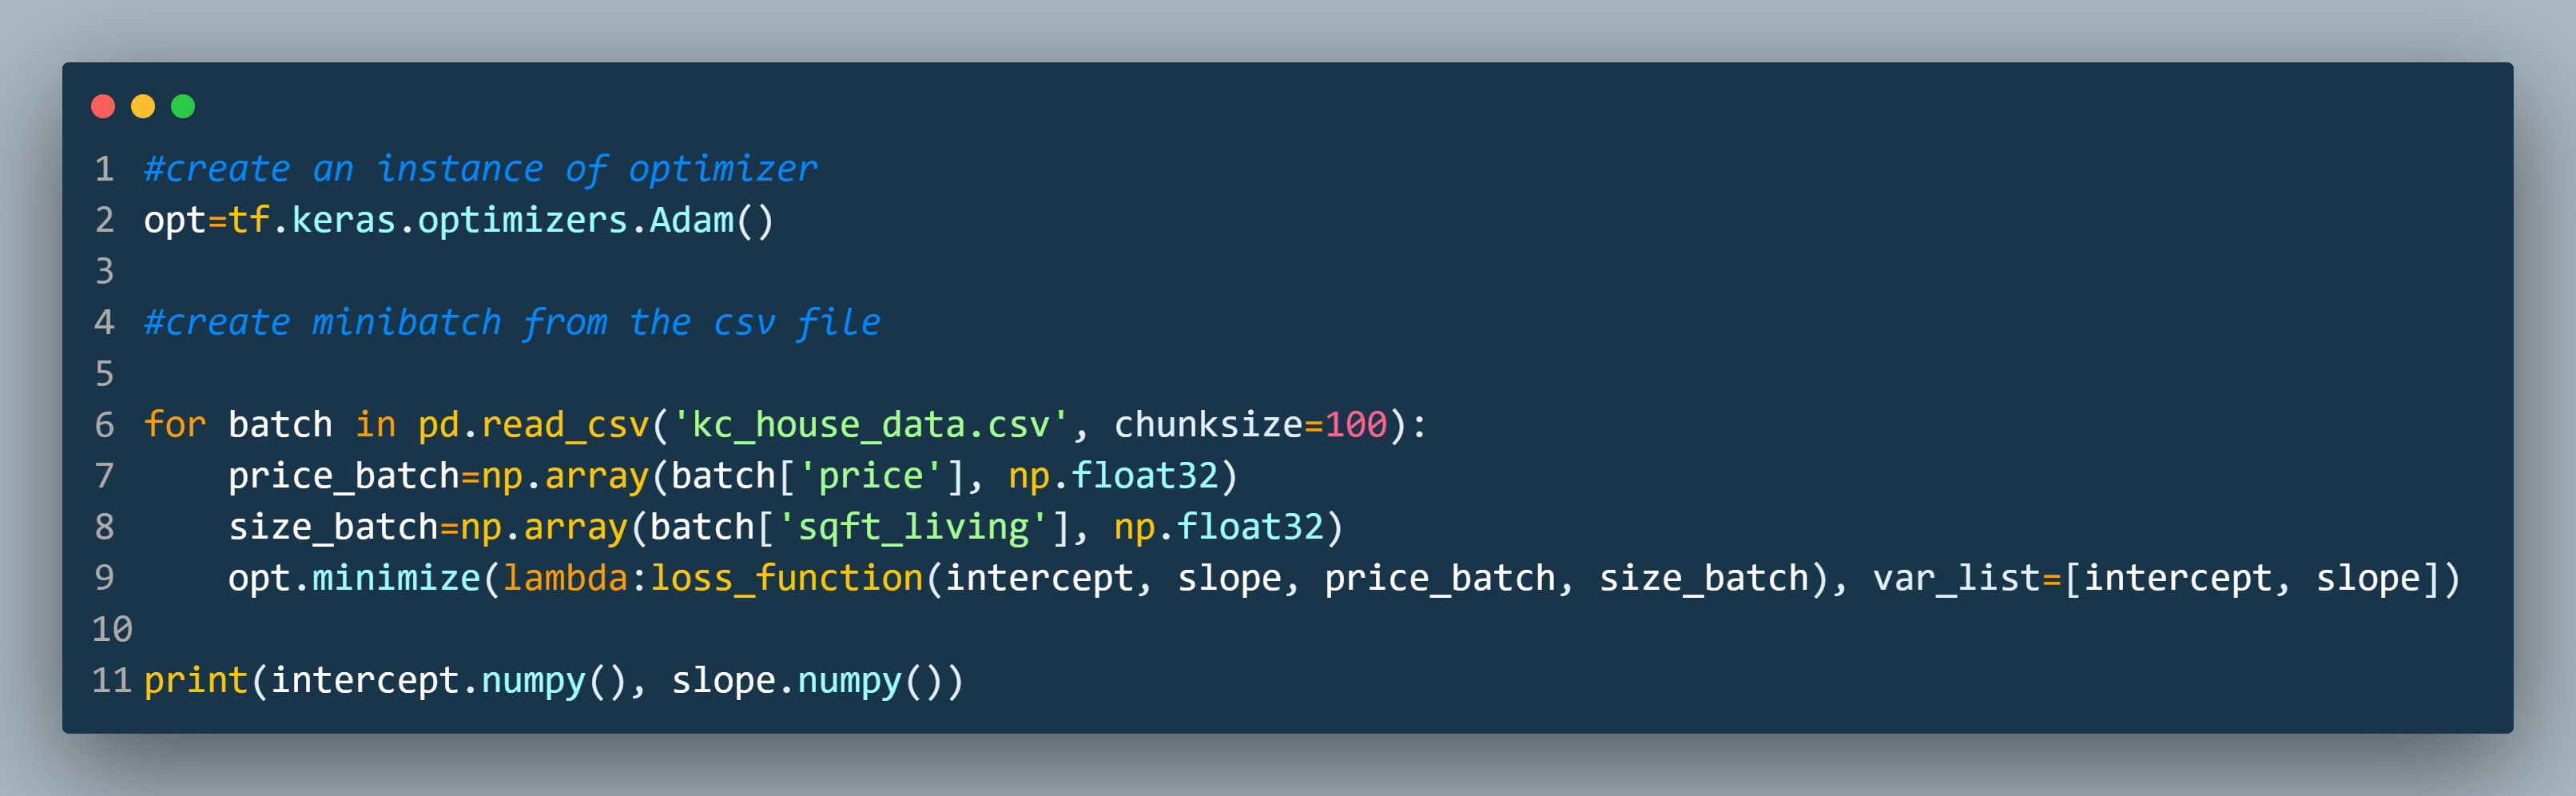 1 #create an instance of optimizer
2 opt=tf.keras.optimizers.Adam()
3
4 #create minibatch from the csv file
5
6 for batch in pd.read_csv('kc_house_data.csv', chunksize=100):
7     price_batch=np.array(batch['price'], np.float32)
8     size_batch=np.array(batch['sqft_living'], np.float32)
9     opt.minimize(lambda:loss_function(intercept, slope, price_batch, size_batch), var_list=[intercept, slope])
10
11 print(intercept.numpy(), slope.numpy())